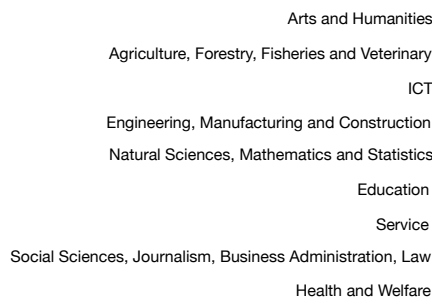 Arts and Humanities
Agriculture, Forestry, Fisheries and Veterinary
ICT
Engineering, Manufacturing and Construction
Natural Sciences, Mathematics and Statistics
Education
Service
Social Sciences, Journalism, Business Administration, Law
Health and Welfare